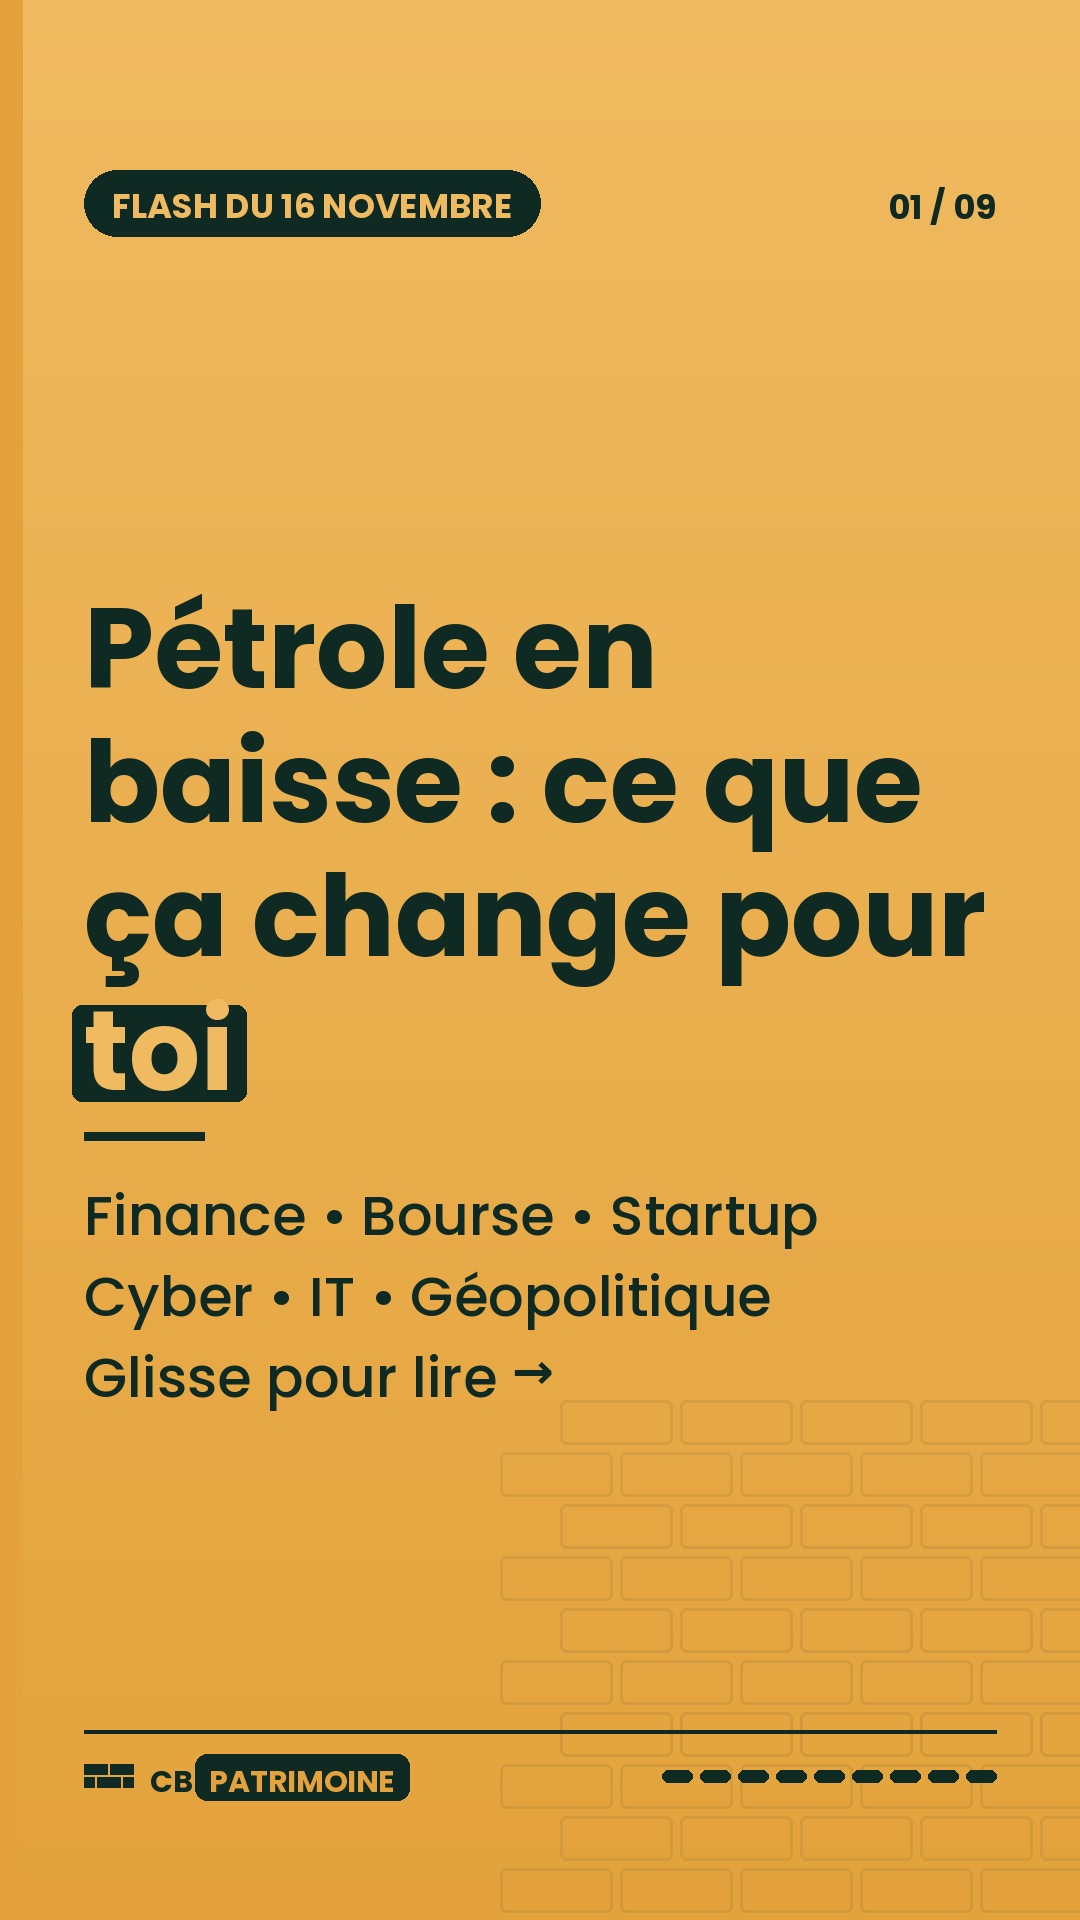 FLASH DU 16 NOVEMBRE
01 / 09
Pétrole en
baisse : ce que
ça change pour
toi
Finance • Bourse • Startup
Cyber • IT • Géopolitique
Glisse pour lire →
CB PATRIMOINE